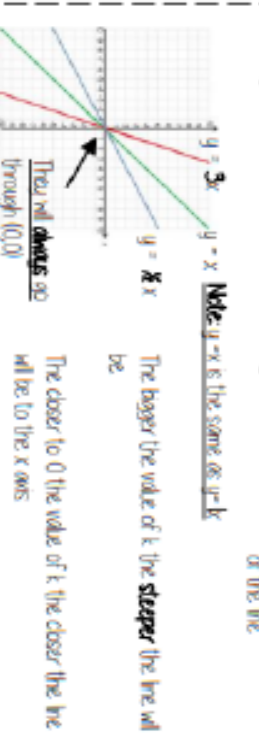 y = 3x
y = x
Note: y=x is the same as y=1x
y = ½ x
The bigger the value of k the steeper the line will
be
The closer to 0 the value of k the closer the line
will be to the x axis
They will always go
through (0,0)
of the line